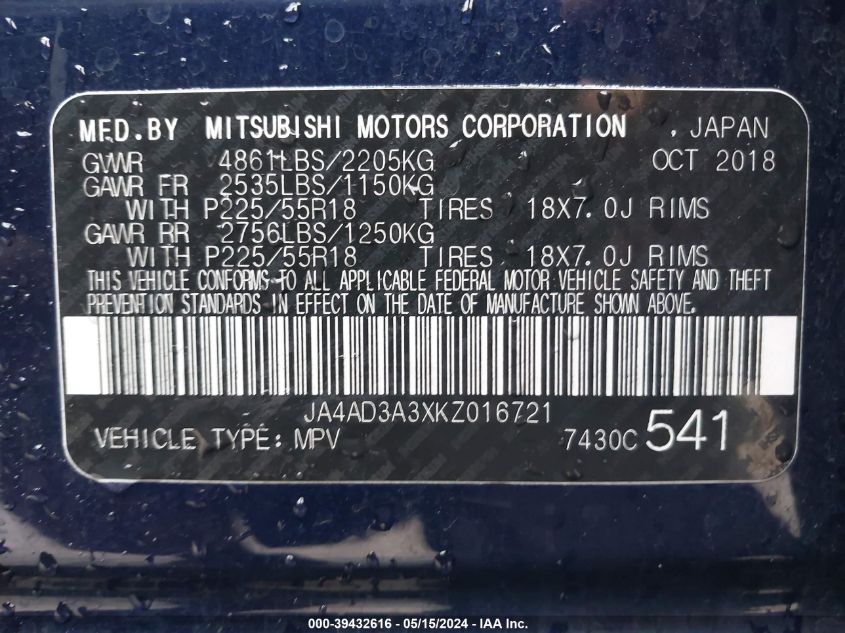 MFD.BY MITSUBISHI MOTORS CORPORATION , JAPAN
GVWR 4861LBS/2205KG OCT 2018
GAWR FR 2535LBS/1150KG
WITH P225/55R18 TIRES 18X7.0J RIMS
GAWR RR 2756LBS/1250KG
WITH P225/55R18 TIRES 18X7.0J RIMS
THIS VEHICLE CONFORMS TO ALL APPLICABLE FEDERAL MOTOR VEHICLE SAFETY AND THEFT
PREVENTION STANDARDS IN EFFECT ON THE DATE OF MANUFACTURE SHOWN ABOVE.
JA4AD3A3XKZ016721
VEHICLE TYPE: MPV 7430C 541
000-39432616 - 05/15/2024 - IAA Inc.